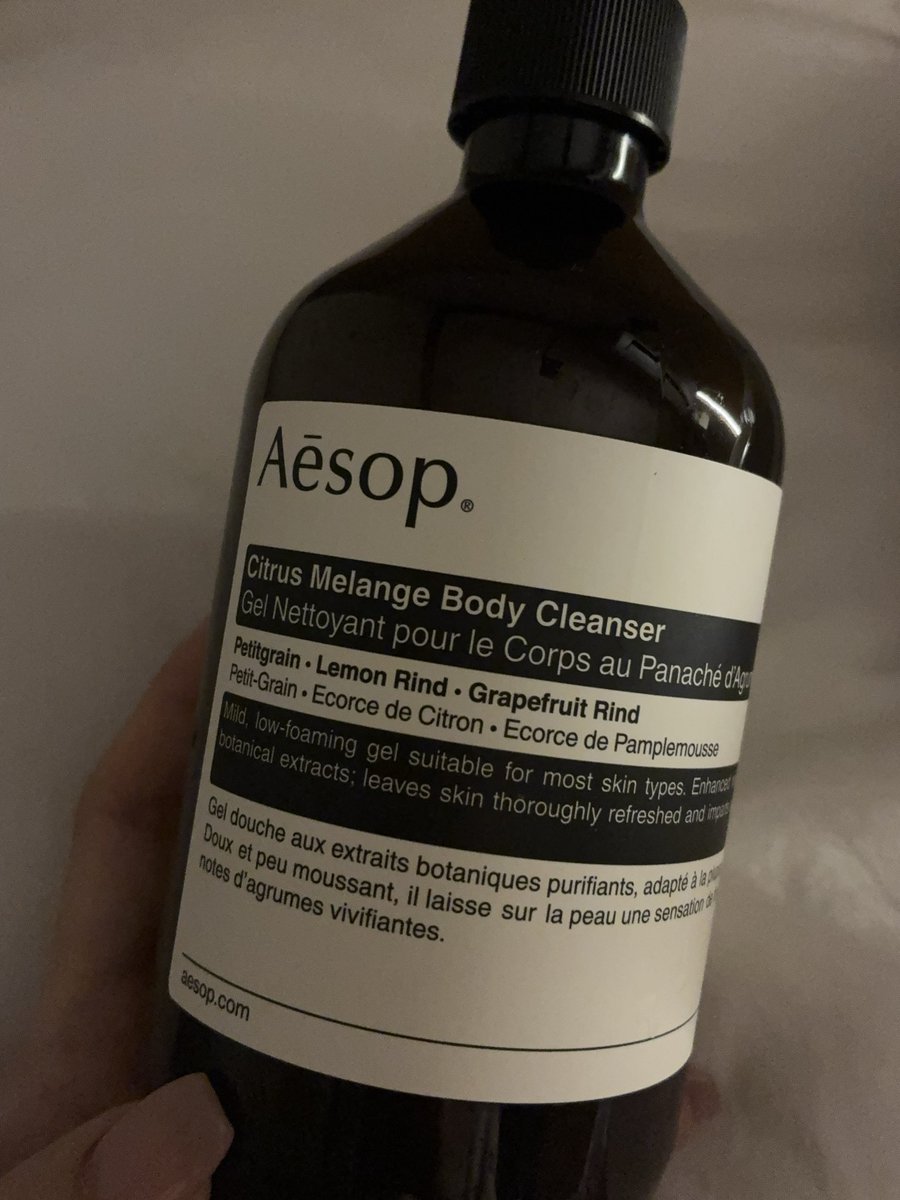 Aēsop®
Citrus Melange Body Cleanser
Gel Nettoyant pour le Corps au Panaché
Petitgrain • Lemon Rind • Grapefruit Rind
Petit-Grain • Ecorce de Citron • Ecorce de Pamplemousse
Mild, low-foaming gel suitable for most skin types. Enhanced
botanical extracts; leaves skin thoroughly refreshed and
Gel douche aux extraits botaniques purifiants, adapté à la
Doux et peu moussant, il laisse sur la peau une sensation de
notes d'agrumes vivifiantes.
aesop.com